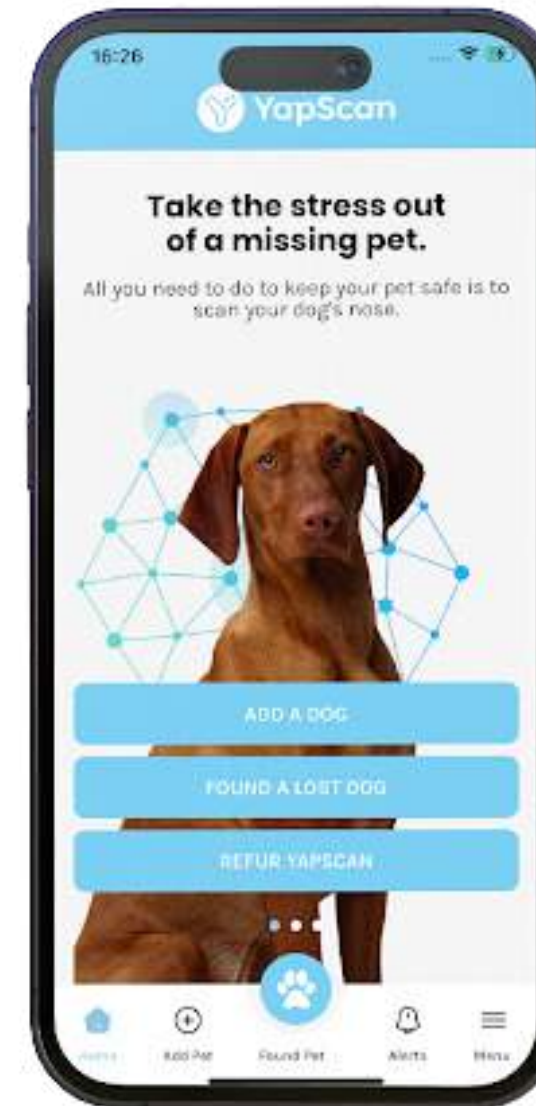 16:26
YapScan
Take the stress out
of a missing pet.
All you need to do to keep your pet safe is to
scan your dog's nose.
ADD A DOG
FOUND A LOST DOG
REFUR YAPSCAN
Home
Add Pet
Found Pet
Alerts
Menu